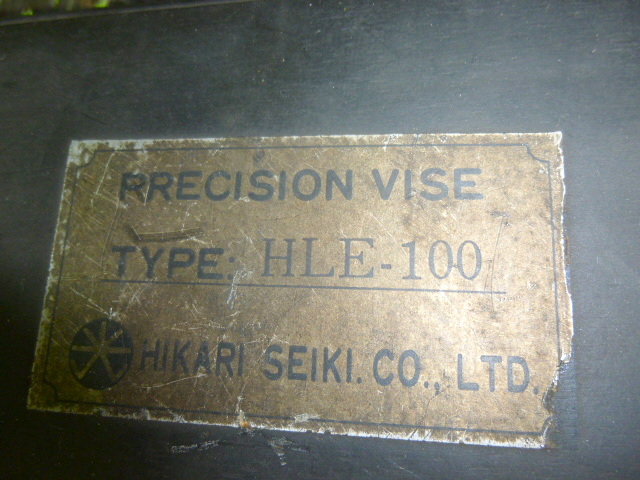 PRECISION VISE
TYPE: HLE-100
HIKARI SEIKI. CO., LTD.